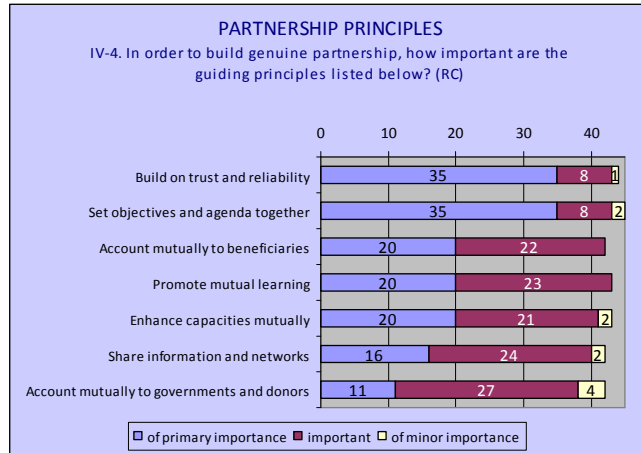 PARTNERSHIP PRINCIPLES
IV-4. In order to build genuine partnership, how important are the
guiding principles listed below? (RC)
0 10 20 30 40
Build on trust and reliability 35 8 1
Set objectives and agenda together 35 8 2
Account mutually to beneficiaries 20 22
Promote mutual learning 20 23
Enhance capacities mutually 20 21 2
Share information and networks 16 24 2
Account mutually to governments and donors 11 27 4
of primary importance important of minor importance